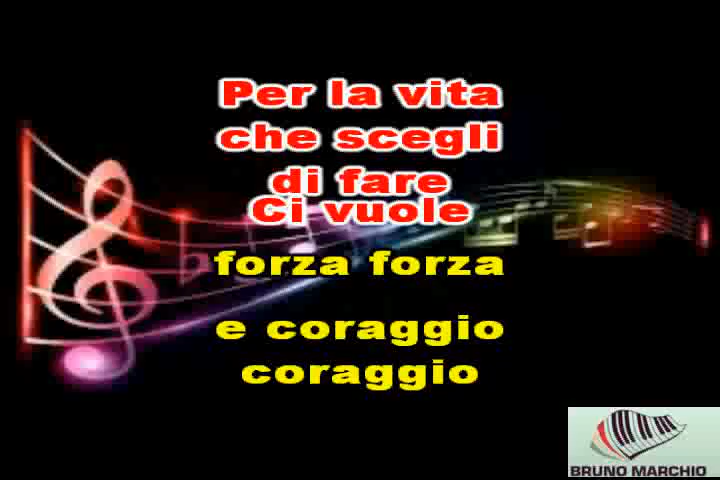 Per la vita
che scegli
di fare
Ci vuole
forza forza
e coraggio
coraggio
BRUNO MARCHIO